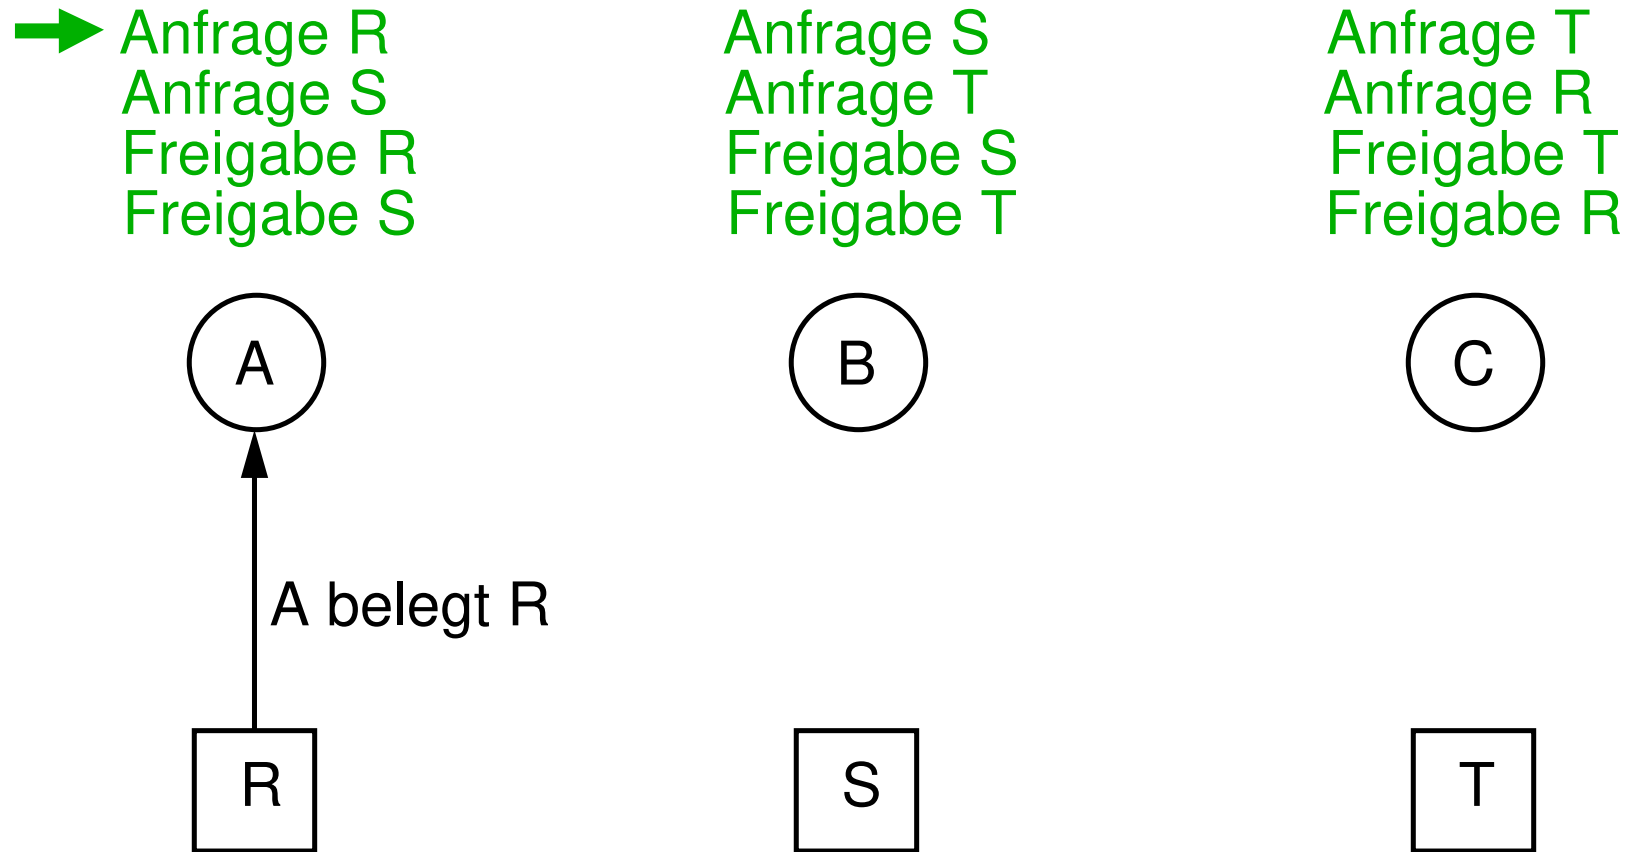 Anfrage R
Anfrage S
Freigabe R
Freigabe S
Anfrage S
Anfrage T
Freigabe S
Freigabe T
Anfrage T
Anfrage R
Freigabe T
Freigabe R
A
B
C
A belegt R
R
S
T